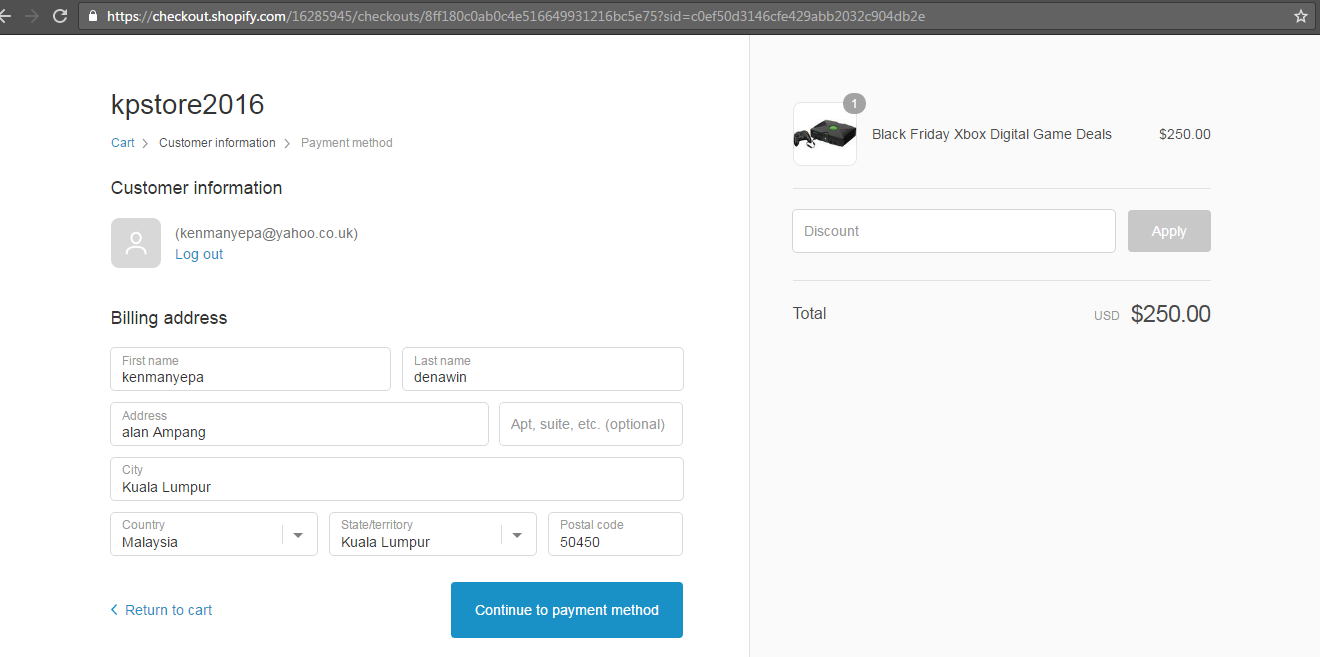 https://checkout.shopify.com/16285945/checkouts/8ff180c0ab0c4e516649931216bc5e75?sid=c0ef50d3146cfe429abb2032c904db2e
kpstore2016
Cart > Customer information > Payment method
Customer information
(kenmanyepa@yahoo.co.uk)
Log out
Billing address
First name
kenmanyepa
Last name
denawin
Address
alan Ampang
Apt, suite, etc. (optional)
City
Kuala Lumpur
Country
Malaysia
State/territory
Kuala Lumpur
Postal code
50450
Return to cart
Continue to payment method
1
Black Friday Xbox Digital Game Deals $250.00
Discount
Apply
Total USD $250.00